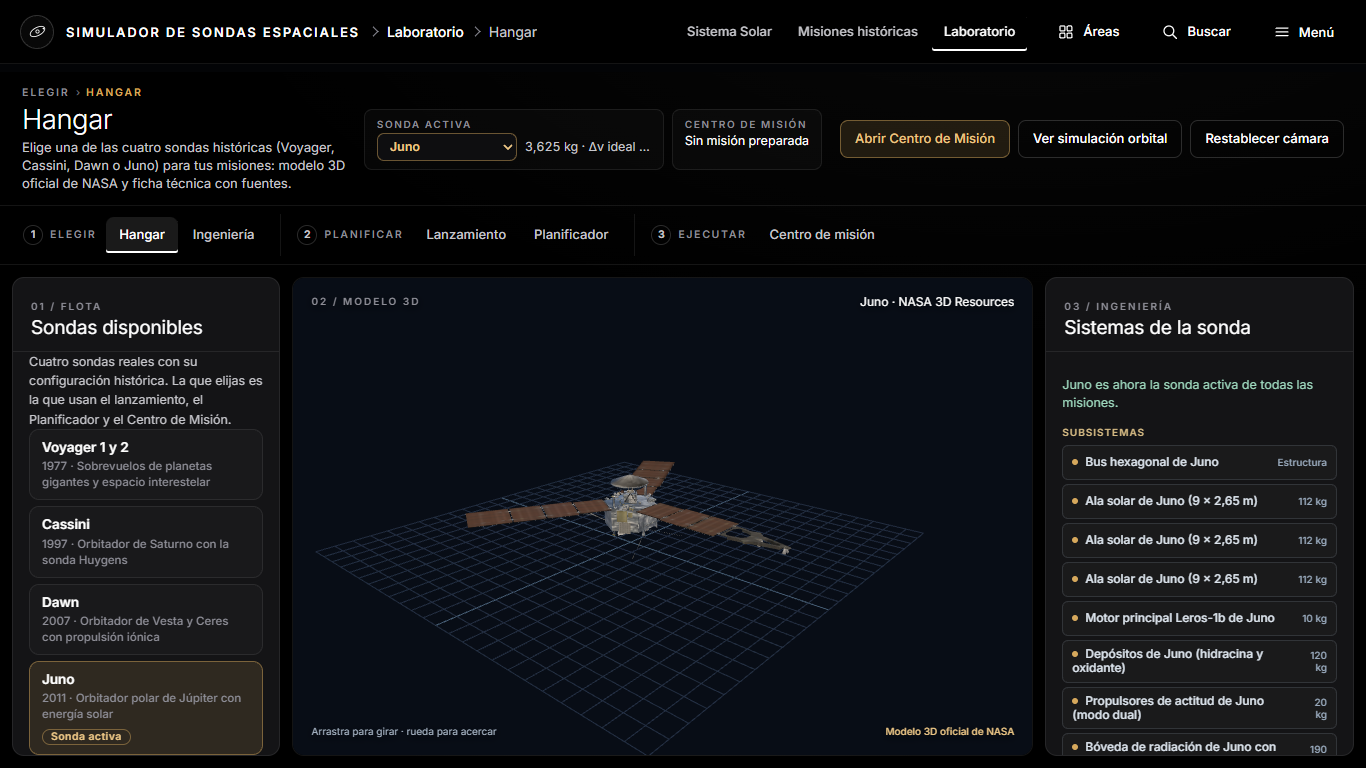 SIMULADOR DE SONDAS ESPACIALES > Laboratorio > Hangar
Sistema Solar
Misiones históricas
Laboratorio
Áreas
Buscar
Menú
ELEGIR › HANGAR
Hangar
Elige una de las cuatro sondas históricas (Voyager,
Cassini, Dawn o Juno) para tus misiones: modelo 3D
oficial de NASA y ficha técnica con fuentes.
SONDA ACTIVA
Juno
3,625 kg · Δv ideal ...
CENTRO DE MISIÓN
Sin misión preparada
Abrir Centro de Misión
Ver simulación orbital
Restablecer cámara
1 ELEGIR
Hangar
Ingeniería
2 PLANIFICAR
Lanzamiento
Planificador
3 EJECUTAR
Centro de misión
01 / FLOTA
Sondas disponibles
Cuatro sondas reales con su
configuración histórica. La que elijas es
la que usan el lanzamiento, el
Planificador y el Centro de Misión.
Voyager 1 y 2
1977 · Sobrevuelos de planetas
gigantes y espacio interestelar
Cassini
1997 · Orbitador de Saturno con la
sonda Huygens
Dawn
2007 · Orbitador de Vesta y Ceres
con propulsión iónica
Juno
2011 · Orbitador polar de Júpiter con
energía solar
Sonda activa
02 / MODELO 3D
Juno · NASA 3D Resources
Arrastra para girar · rueda para acercar
Modelo 3D oficial de NASA
03 / INGENIERÍA
Sistemas de la sonda
Juno es ahora la sonda activa de todas las
misiones.
SUBSISTEMAS
Bus hexagonal de Juno Estructura
Ala solar de Juno (9 × 2,65 m) 112 kg
Ala solar de Juno (9 × 2,65 m) 112 kg
Ala solar de Juno (9 × 2,65 m) 112 kg
Motor principal Leros-1b de Juno 10 kg
Depósitos de Juno (hidracina y
oxidante) 120
kg
Propulsores de actitud de Juno
(modo dual) 20
kg
Bóveda de radiación de Juno con 190